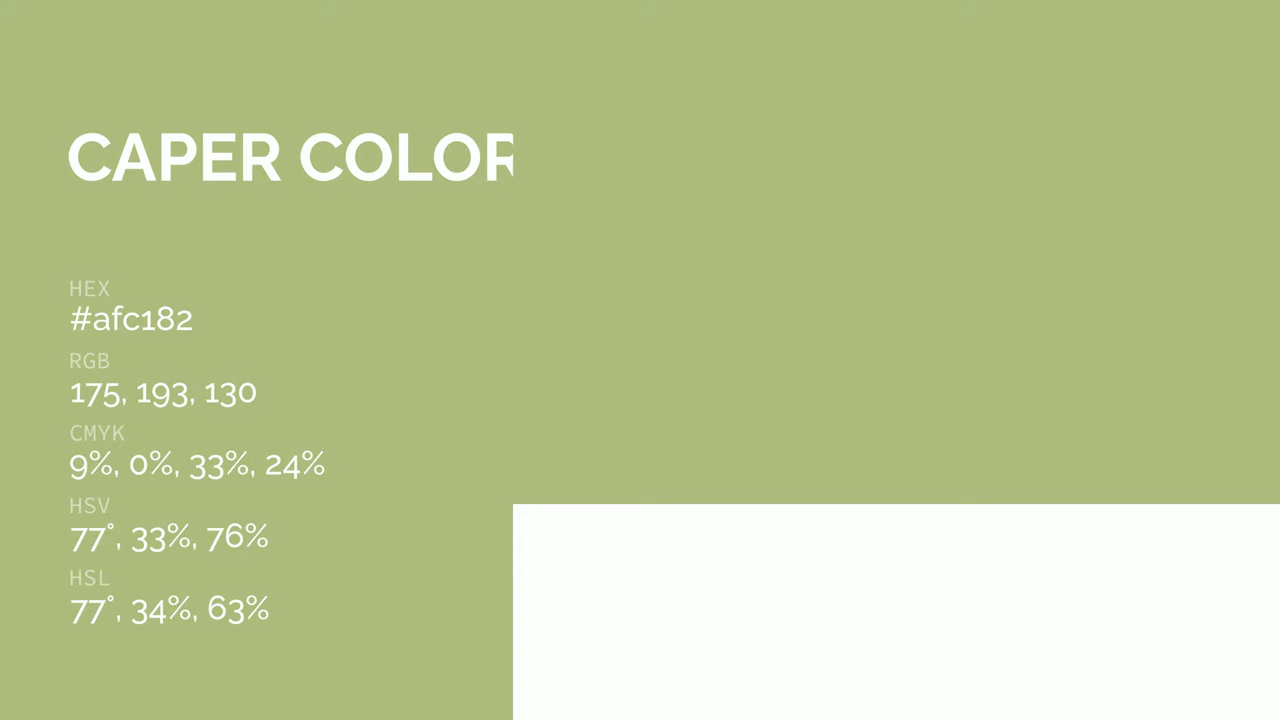 CAPER COLOR
HEX
#afc182
RGB
175, 193, 130
CMYK
9%, 0%, 33%, 24%
HSV
77°, 33%, 76%
HSL
77°, 34%, 63%